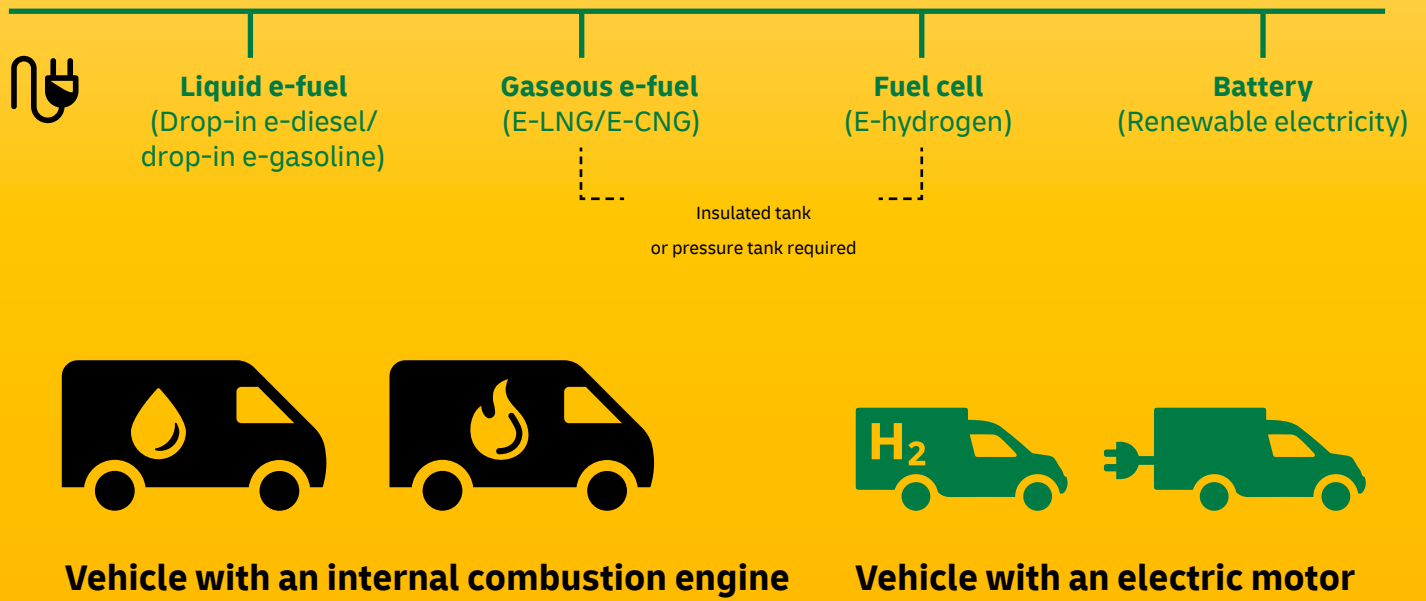 Liquid e-fuel
(Drop-in e-diesel/
drop-in e-gasoline)
Gaseous e-fuel
(E-LNG/E-CNG)
Fuel cell
(E-hydrogen)
Battery
(Renewable electricity)
Insulated tank
or pressure tank required
H₂
Vehicle with an internal combustion engine
Vehicle with an electric motor